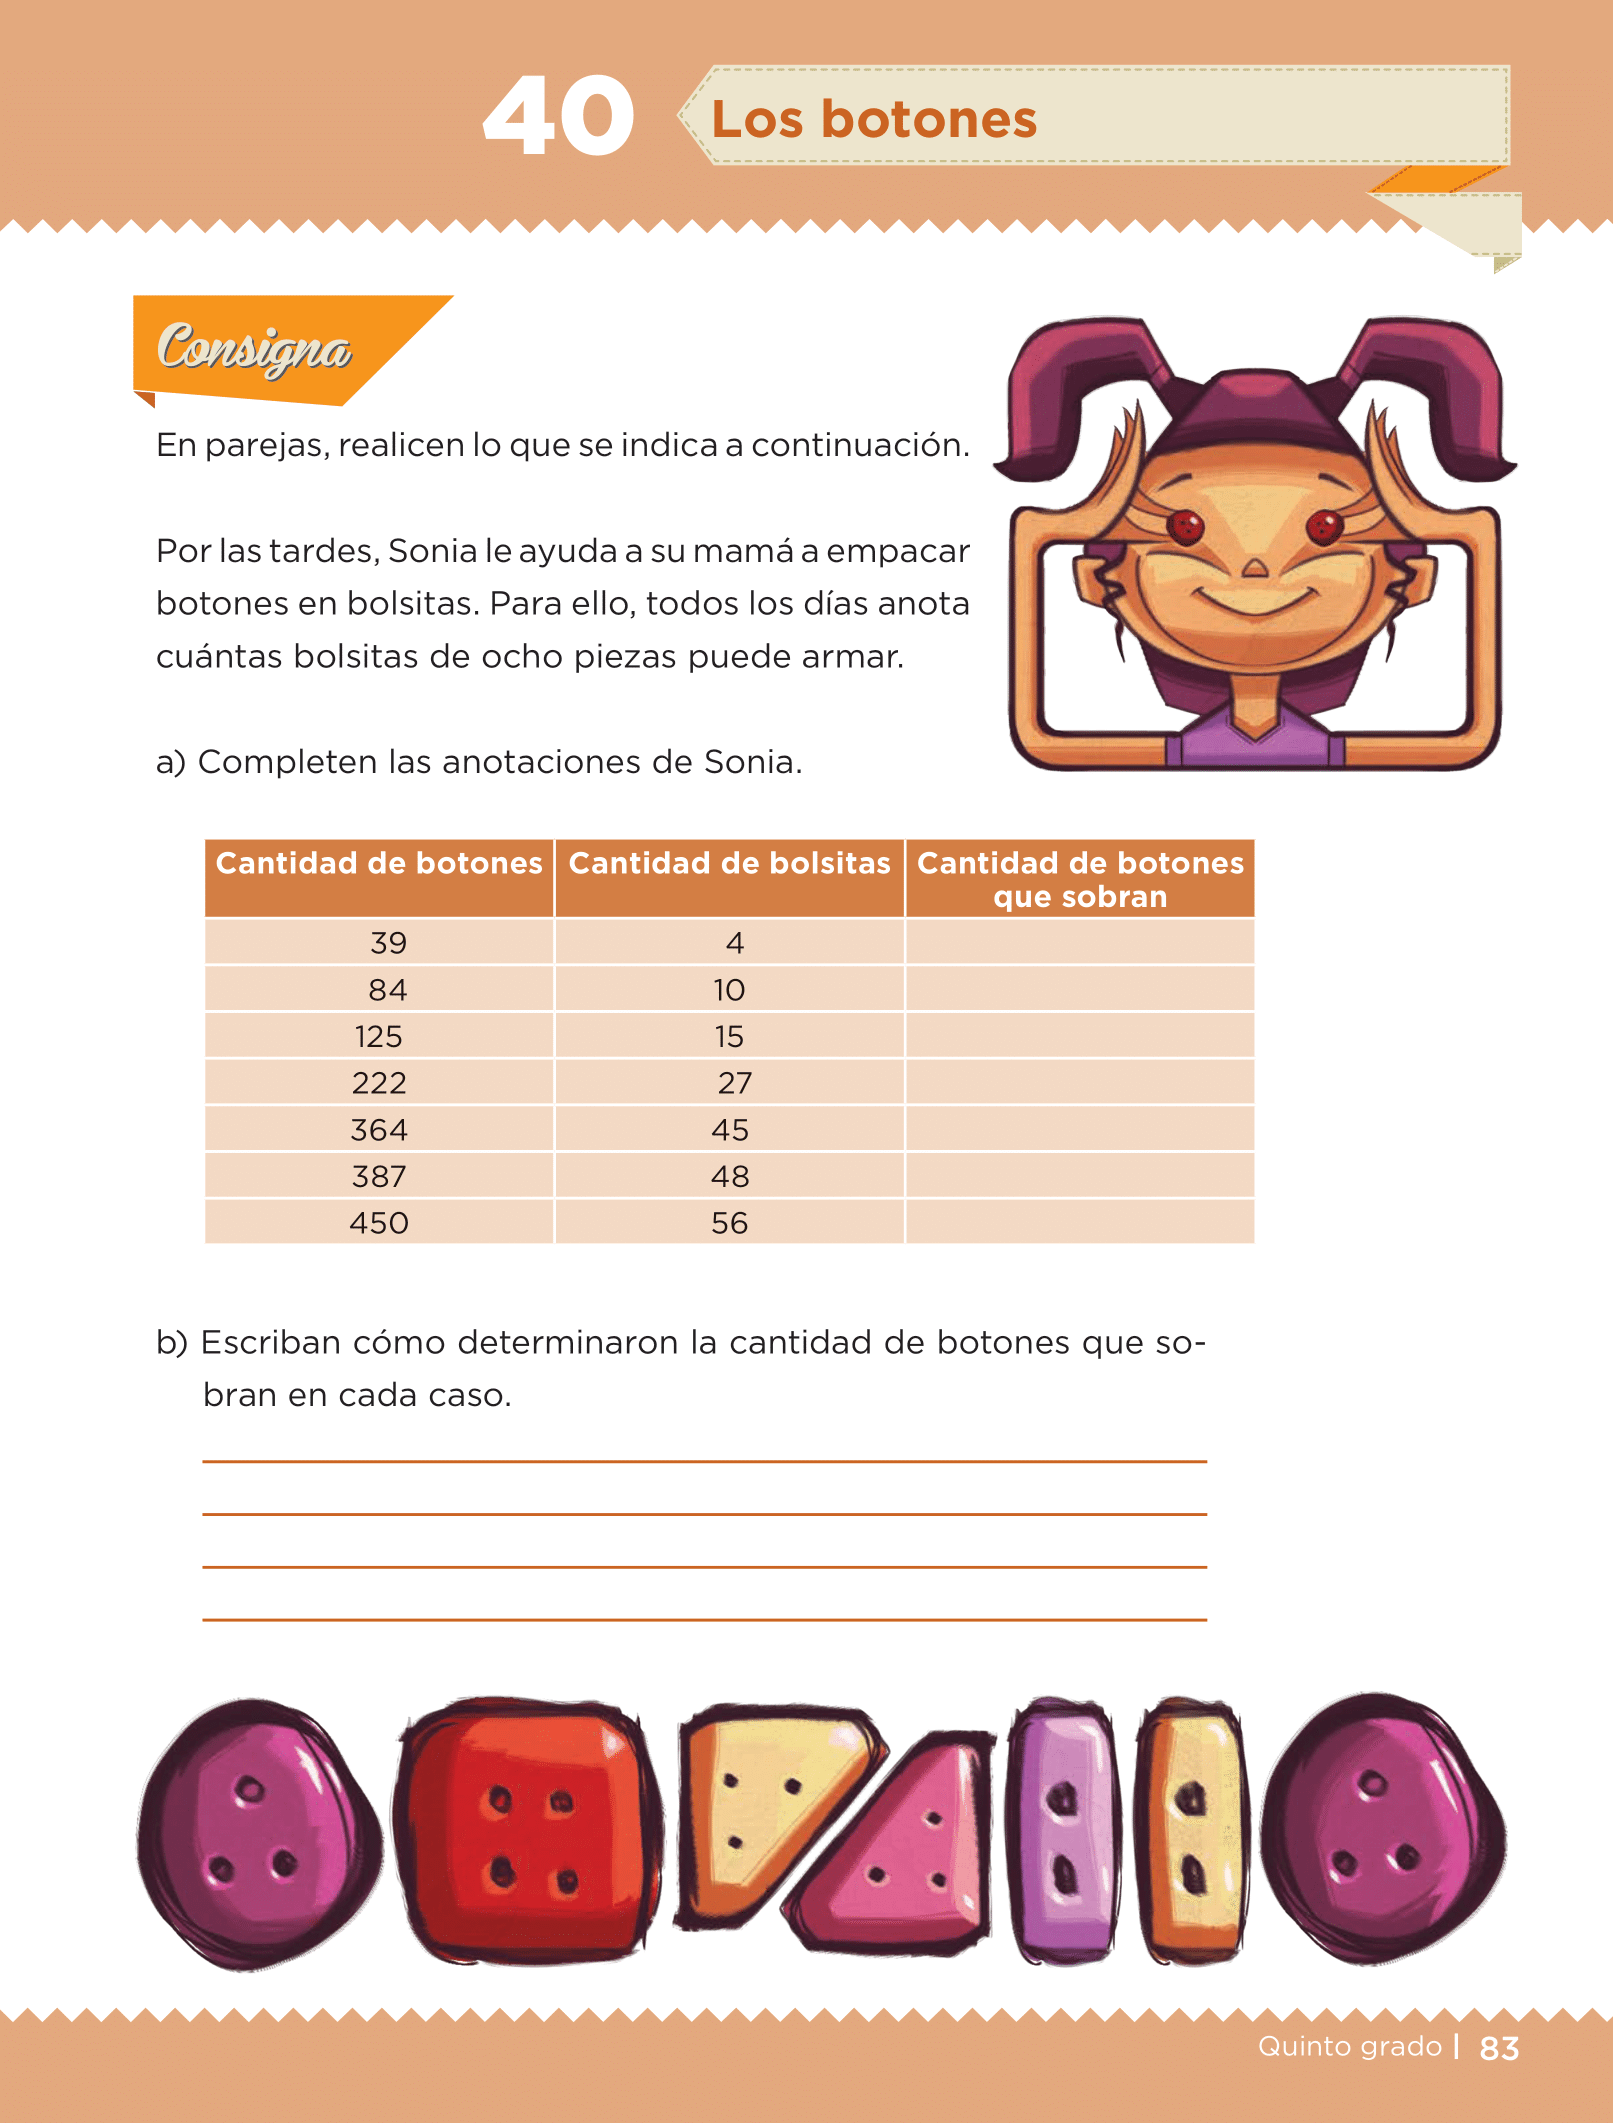 40
Los botones
Consigna
En parejas, realicen lo que se indica a continuación.
Por las tardes, Sonia le ayuda a su mamá a empacar
botones en bolsitas. Para ello, todos los días anota
cuántas bolsitas de ocho piezas puede armar.
a) Completen las anotaciones de Sonia.
Cantidad de botones Cantidad de bolsitas Cantidad de botones
que sobran
39 4
84 10
125 15
222 27
364 45
387 48
450 56
b) Escriban cómo determinaron la cantidad de botones que so-
bran en cada caso.
Quinto grado | 83